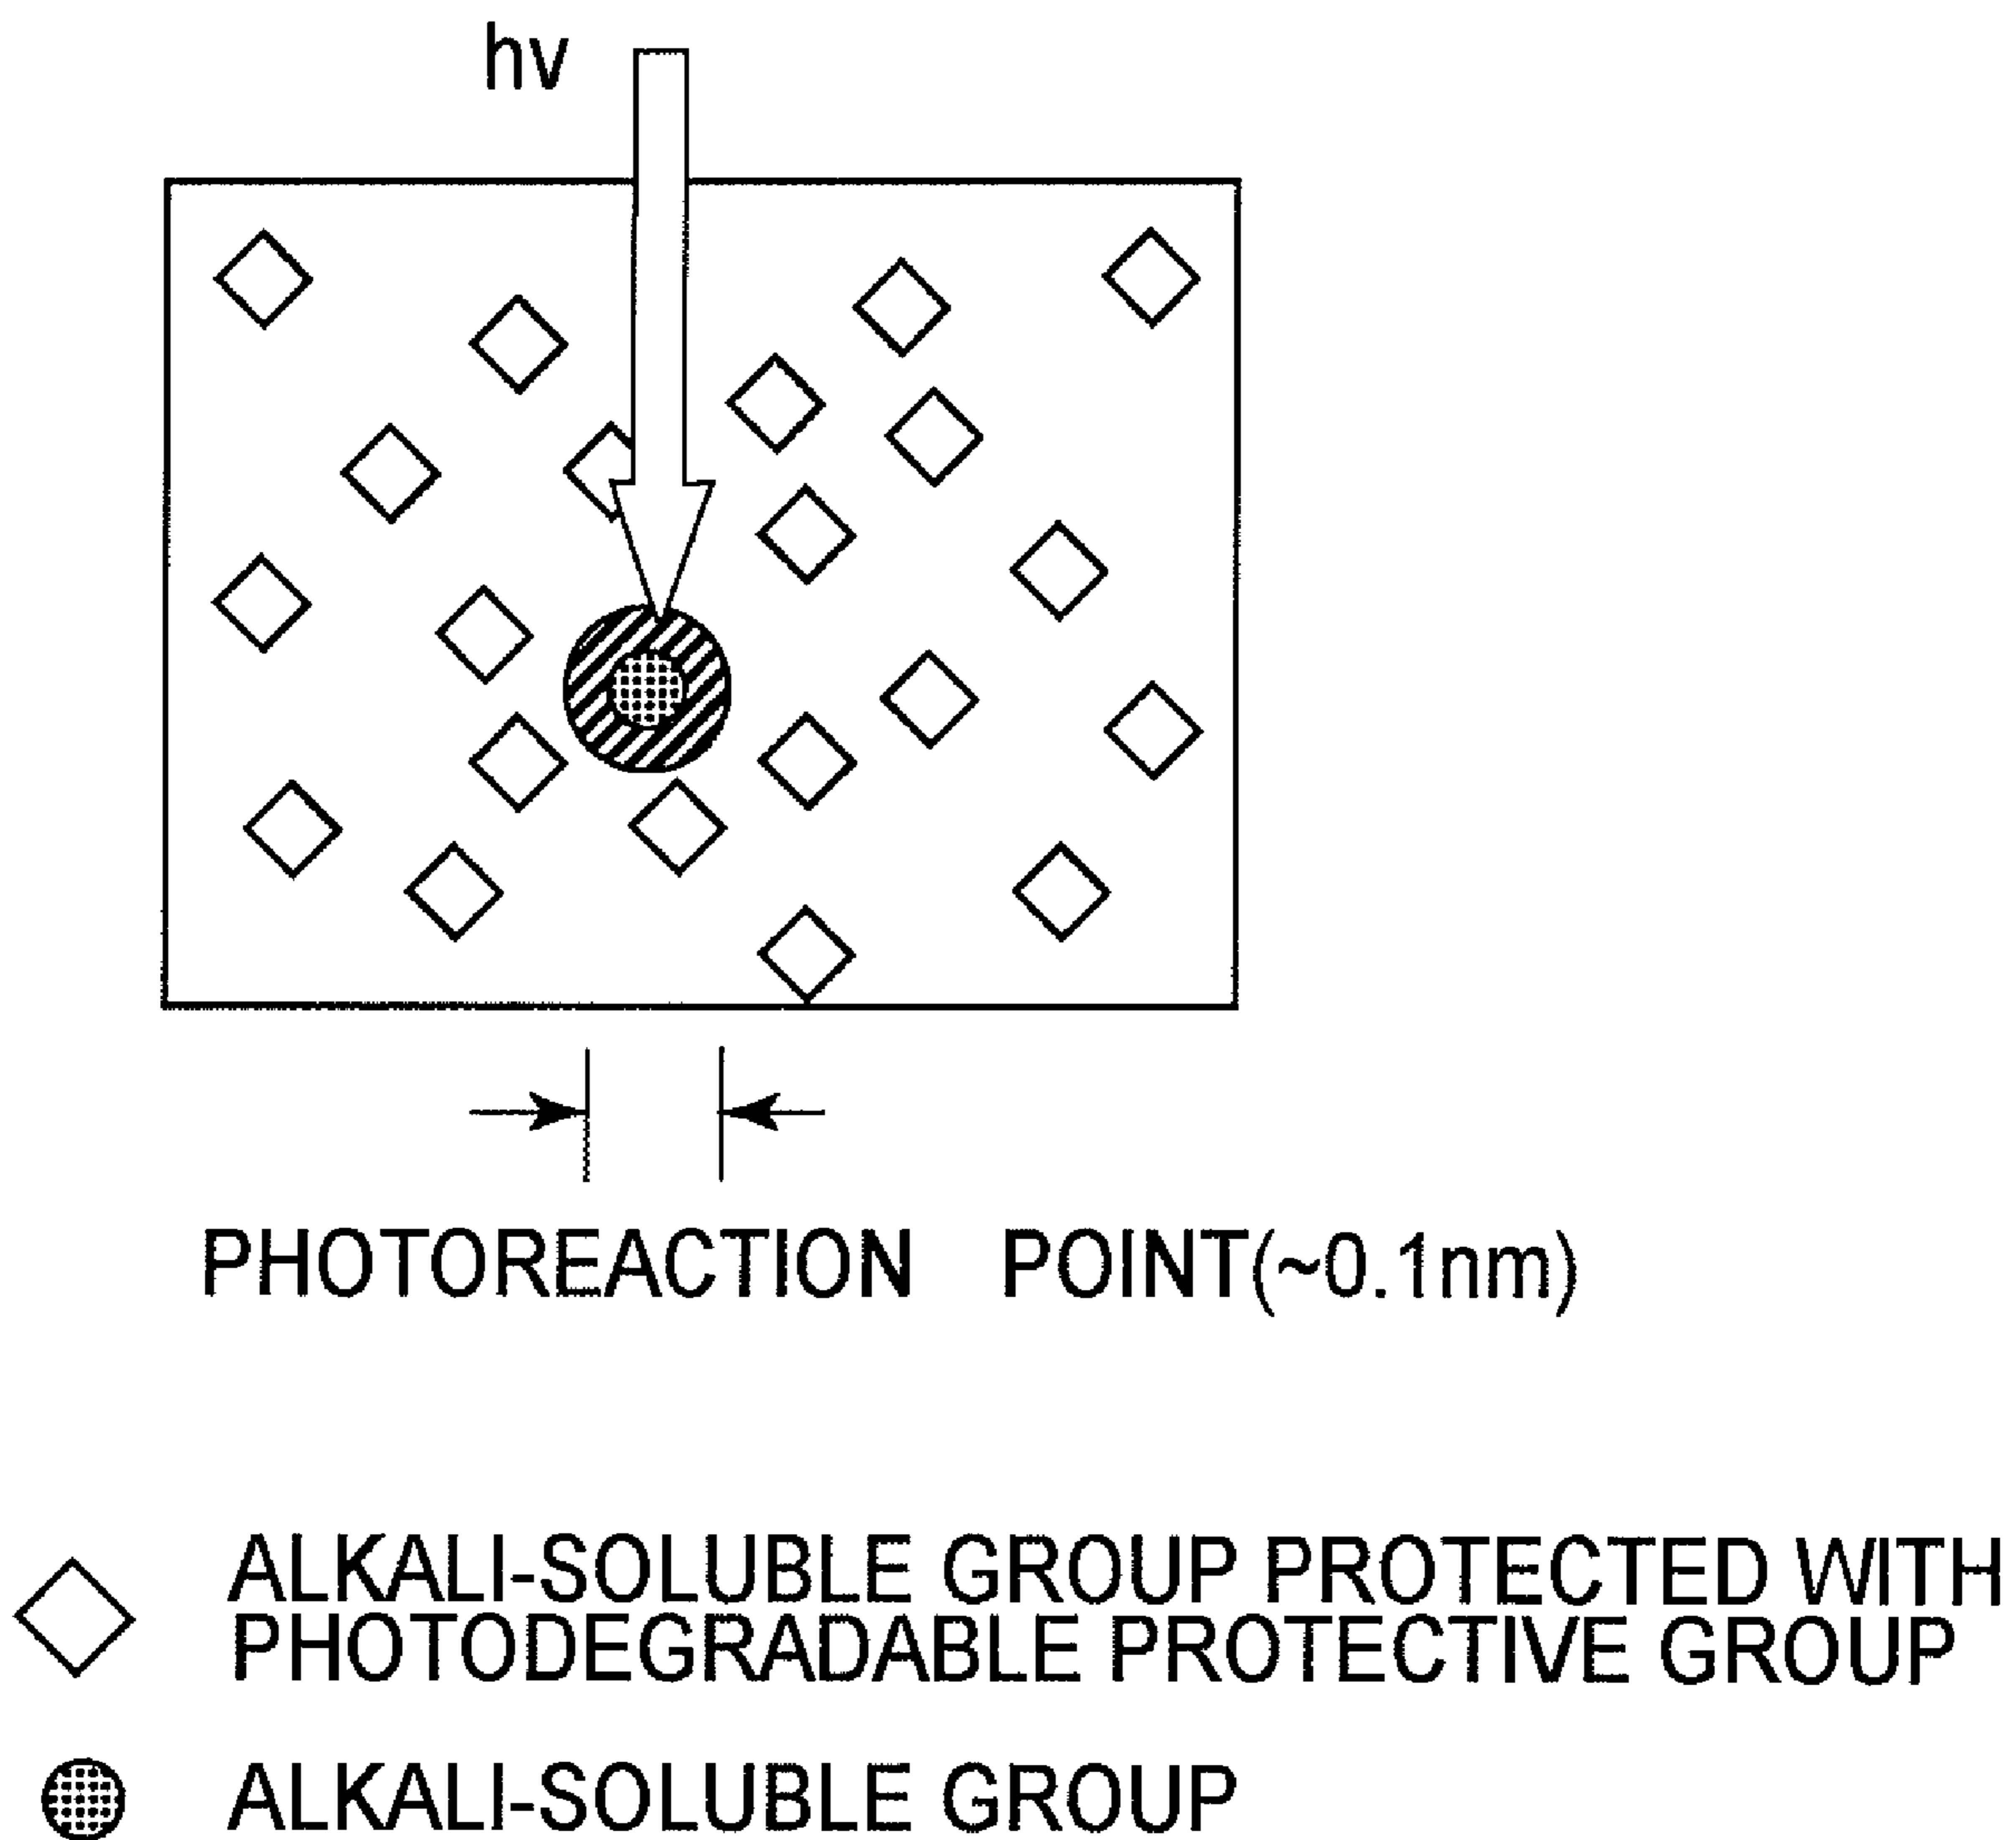 hv
PHOTOREACTION POINT(~0.1nm)
ALKALI-SOLUBLE GROUP PROTECTED WITH
PHOTODEGRADABLE PROTECTIVE GROUP
ALKALI-SOLUBLE GROUP